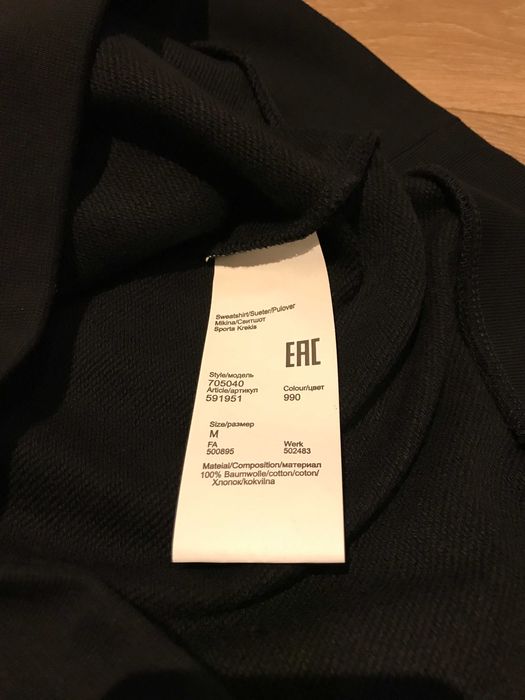 Sweatshirt/Sueter/Pulover
Mikina/Свитшот
Sporta Krekls
EAC
Style/модель
705040
Article/артикул Colour/цвет
591951 990
Size/размер
M
FA Werk
500895 502483
Mateial/Composition/материал
100% Baumwolle/cotton/coton/
Хлопок/kokvilna